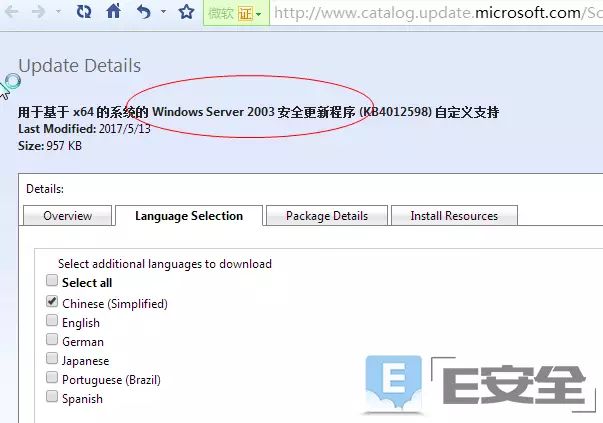 微软 证 http://www.catalog.update.microsoft.com/Sc
Update Details
用于基于 x64 的系统的 Windows Server 2003 安全更新程序 (KB4012598) 自定义支持
Last Modified: 2017/5/13
Size: 957 KB
Details:
Overview Language Selection Package Details Install Resources
Select additional languages to download
Select all
Chinese (Simplified)
English
German
Japanese
Portuguese (Brazil)
Spanish
E安全